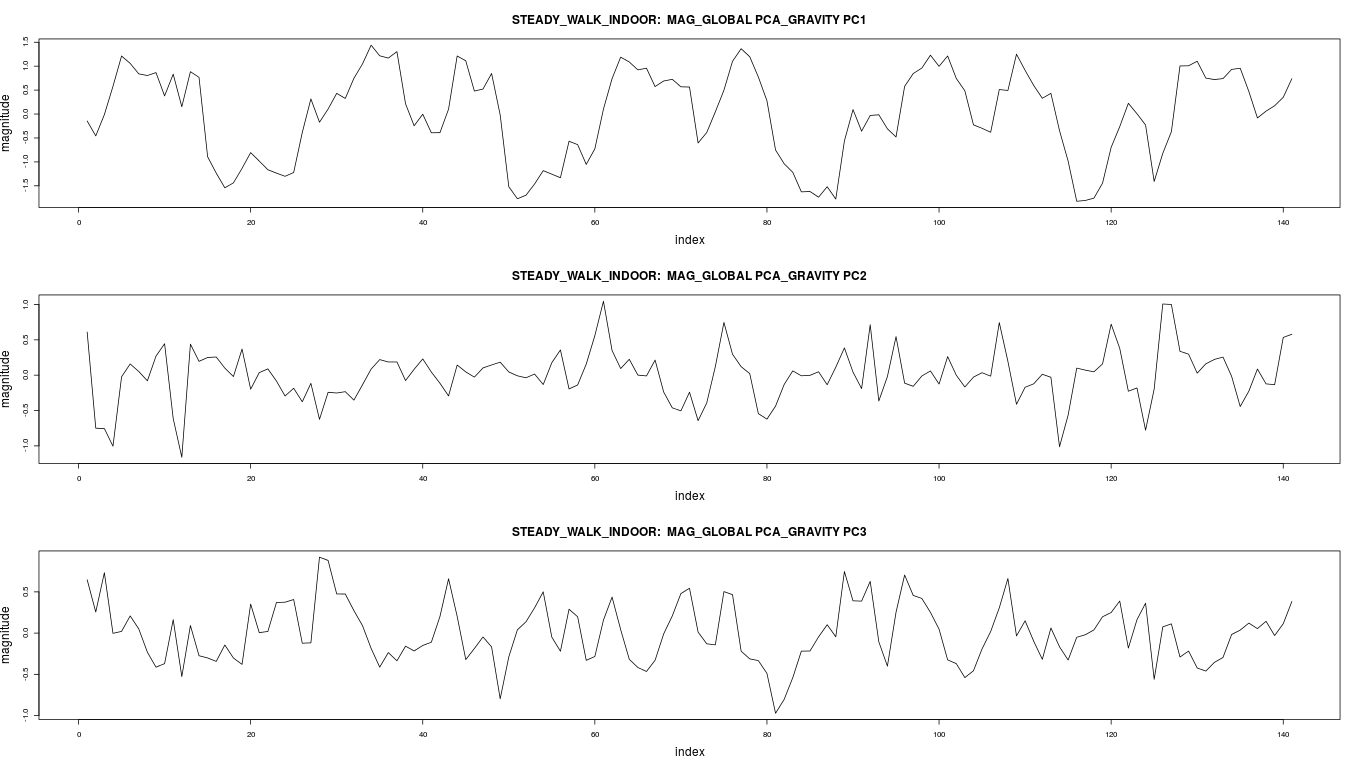 STEADY_WALK_INDOOR: MAG_GLOBAL PCA_GRAVITY PC1
magnitude
1.5
1.0
0.5
0.0
-0.5
-1.0
-1.5
0 20 40 60 80 100 120 140
index
STEADY_WALK_INDOOR: MAG_GLOBAL PCA_GRAVITY PC2
magnitude
1.0
0.5
0.0
-0.5
-1.0
0 20 40 60 80 100 120 140
index
STEADY_WALK_INDOOR: MAG_GLOBAL PCA_GRAVITY PC3
magnitude
0.5
0.0
-0.5
-1.0
0 20 40 60 80 100 120 140
index